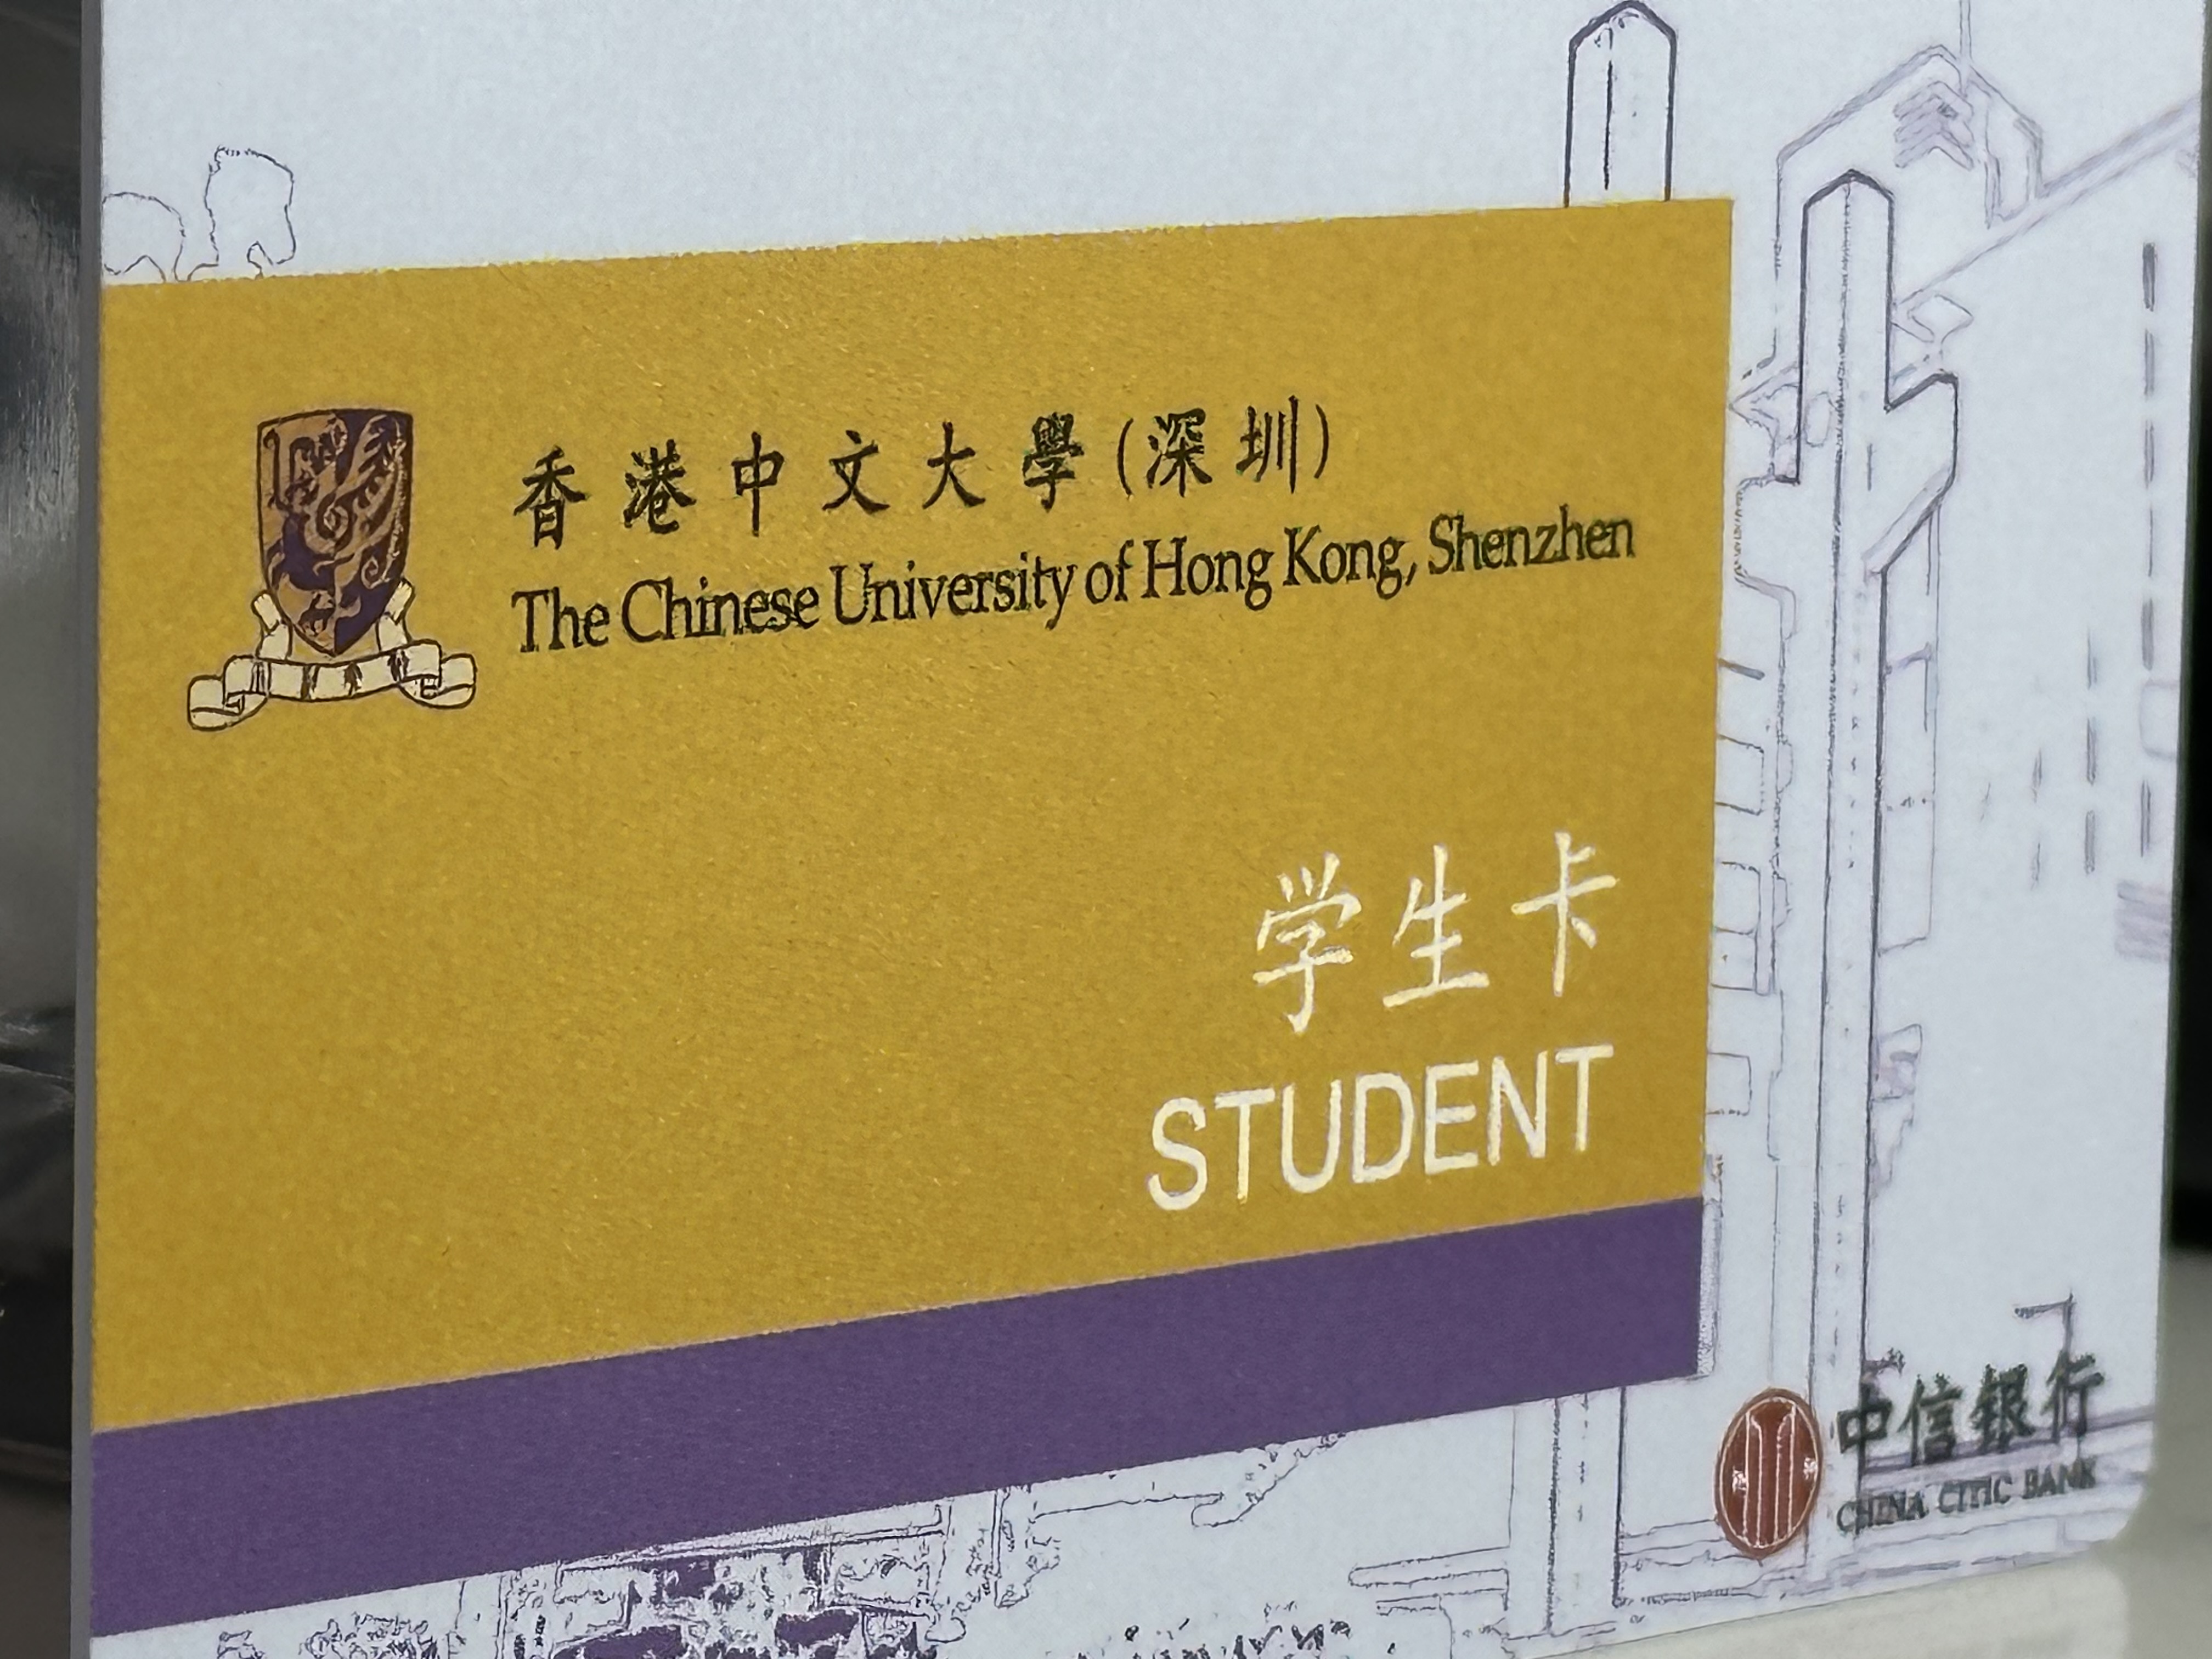 香港中文大學(深圳)
The Chinese University of Hong Kong, Shenzhen
学生卡
STUDENT
中信银行
CHINA CITIC BANK